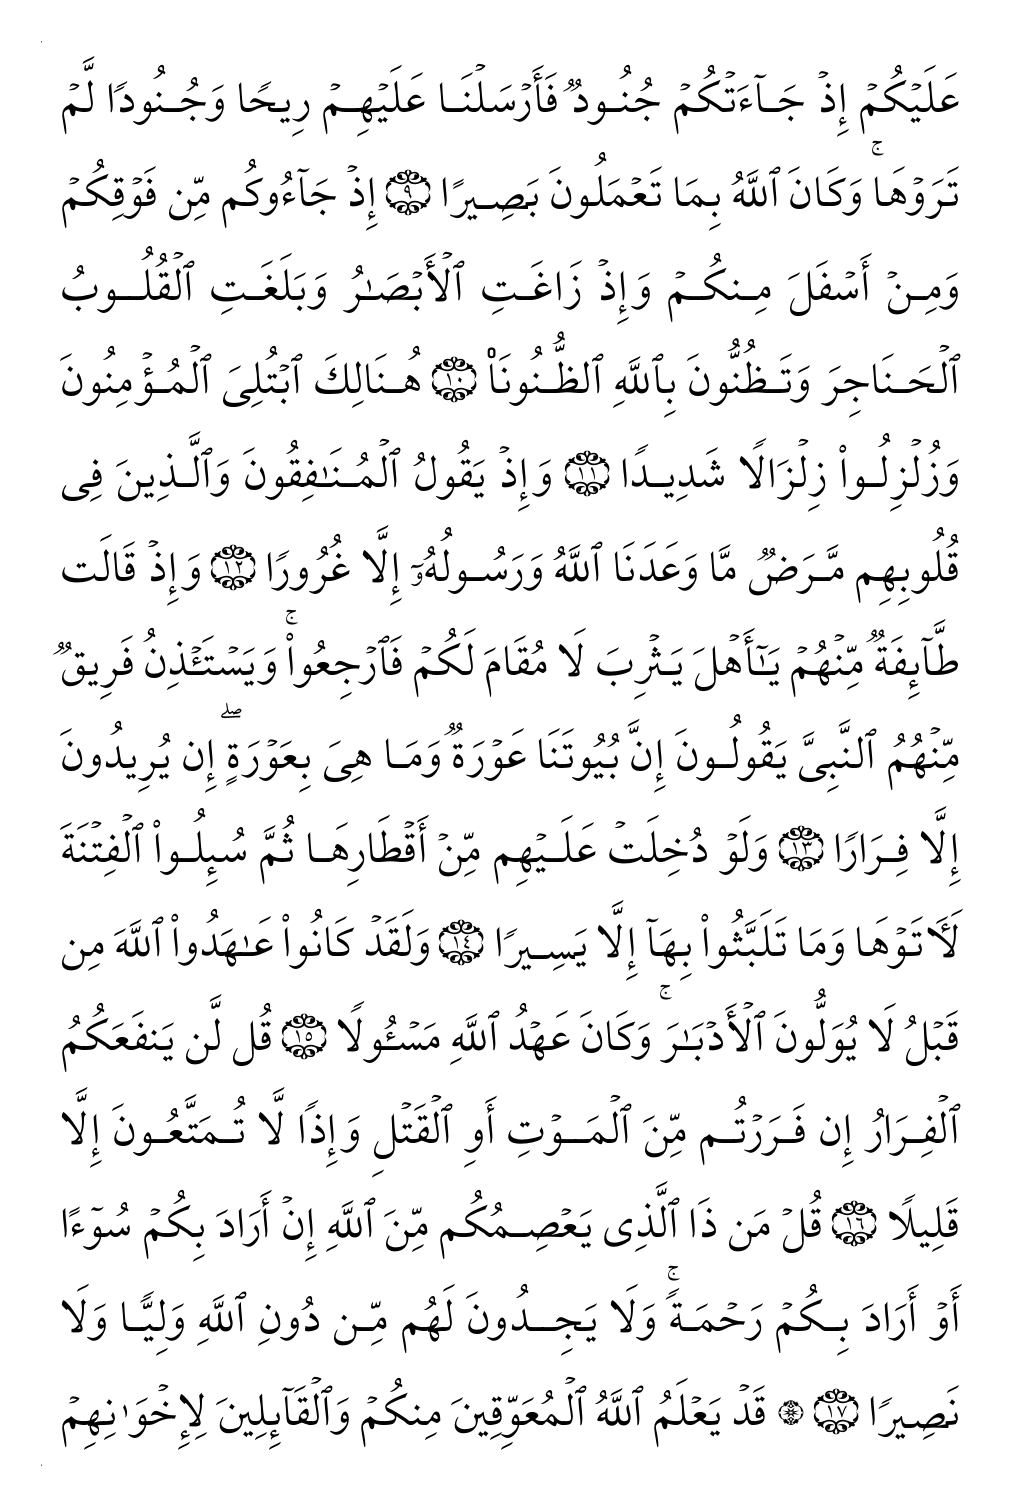 عَلَيۡكُمۡ إِذۡ جَآءَتۡكُمۡ جُنُودٞ فَأَرۡسَلۡنَا عَلَيۡهِمۡ رِيحٗا وَجُنُودٗا لَّمۡ
تَرَوۡهَاۚ وَكَانَ ٱللَّهُ بِمَا تَعۡمَلُونَ بَصِيرًا ۝٩ إِذۡ جَآءُوكُم مِّن فَوۡقِكُمۡ
وَمِنۡ أَسۡفَلَ مِنكُمۡ وَإِذۡ زَاغَتِ ٱلۡأَبۡصَٰرُ وَبَلَغَتِ ٱلۡقُلُوبُ
ٱلۡحَنَاجِرَ وَتَظُنُّونَ بِٱللَّهِ ٱلظُّنُونَا۠ ۝١٠ هُنَالِكَ ٱبۡتُلِيَ ٱلۡمُؤۡمِنُونَ
وَزُلۡزِلُواْ زِلۡزَالٗا شَدِيدٗا ۝١١ وَإِذۡ يَقُولُ ٱلۡمُنَٰفِقُونَ وَٱلَّذِينَ فِي
قُلُوبِهِم مَّرَضٞ مَّا وَعَدَنَا ٱللَّهُ وَرَسُولُهُۥٓ إِلَّا غُرُورٗا ۝١٢ وَإِذۡ قَالَت
طَّآئِفَةٞ مِّنۡهُمۡ يَٰٓأَهۡلَ يَثۡرِبَ لَا مُقَامَ لَكُمۡ فَٱرۡجِعُواْۚ وَيَسۡتَـٔۡذِنُ فَرِيقٞ
مِّنۡهُمُ ٱلنَّبِيَّ يَقُولُونَ إِنَّ بُيُوتَنَا عَوۡرَةٞ وَمَا هِيَ بِعَوۡرَةٍۖ إِن يُرِيدُونَ
إِلَّا فِرَارٗا ۝١٣ وَلَوۡ دُخِلَتۡ عَلَيۡهِم مِّنۡ أَقۡطَارِهَا ثُمَّ سُئِلُواْ ٱلۡفِتۡنَةَ
لَأٓتَوۡهَا وَمَا تَلَبَّثُواْ بِهَآ إِلَّا يَسِيرٗا ۝١٤ وَلَقَدۡ كَانُواْ عَٰهَدُواْ ٱللَّهَ مِن
قَبۡلُ لَا يُوَلُّونَ ٱلۡأَدۡبَٰرَۚ وَكَانَ عَهۡدُ ٱللَّهِ مَسۡـُٔولٗا ۝١٥ قُل لَّن يَنفَعَكُمُ
ٱلۡفِرَارُ إِن فَرَرۡتُم مِّنَ ٱلۡمَوۡتِ أَوِ ٱلۡقَتۡلِ وَإِذٗا لَّا تُمَتَّعُونَ إِلَّا
قَلِيلٗا ۝١٦ قُلۡ مَن ذَا ٱلَّذِي يَعۡصِمُكُم مِّنَ ٱللَّهِ إِنۡ أَرَادَ بِكُمۡ سُوٓءًا
أَوۡ أَرَادَ بِكُمۡ رَحۡمَةٗۚ وَلَا يَجِدُونَ لَهُم مِّن دُونِ ٱللَّهِ وَلِيّٗا وَلَا
نَصِيرٗا ۝١٧ ۞ قَدۡ يَعۡلَمُ ٱللَّهُ ٱلۡمُعَوِّقِينَ مِنكُمۡ وَٱلۡقَآئِلِينَ لِإِخۡوَٰنِهِمۡ